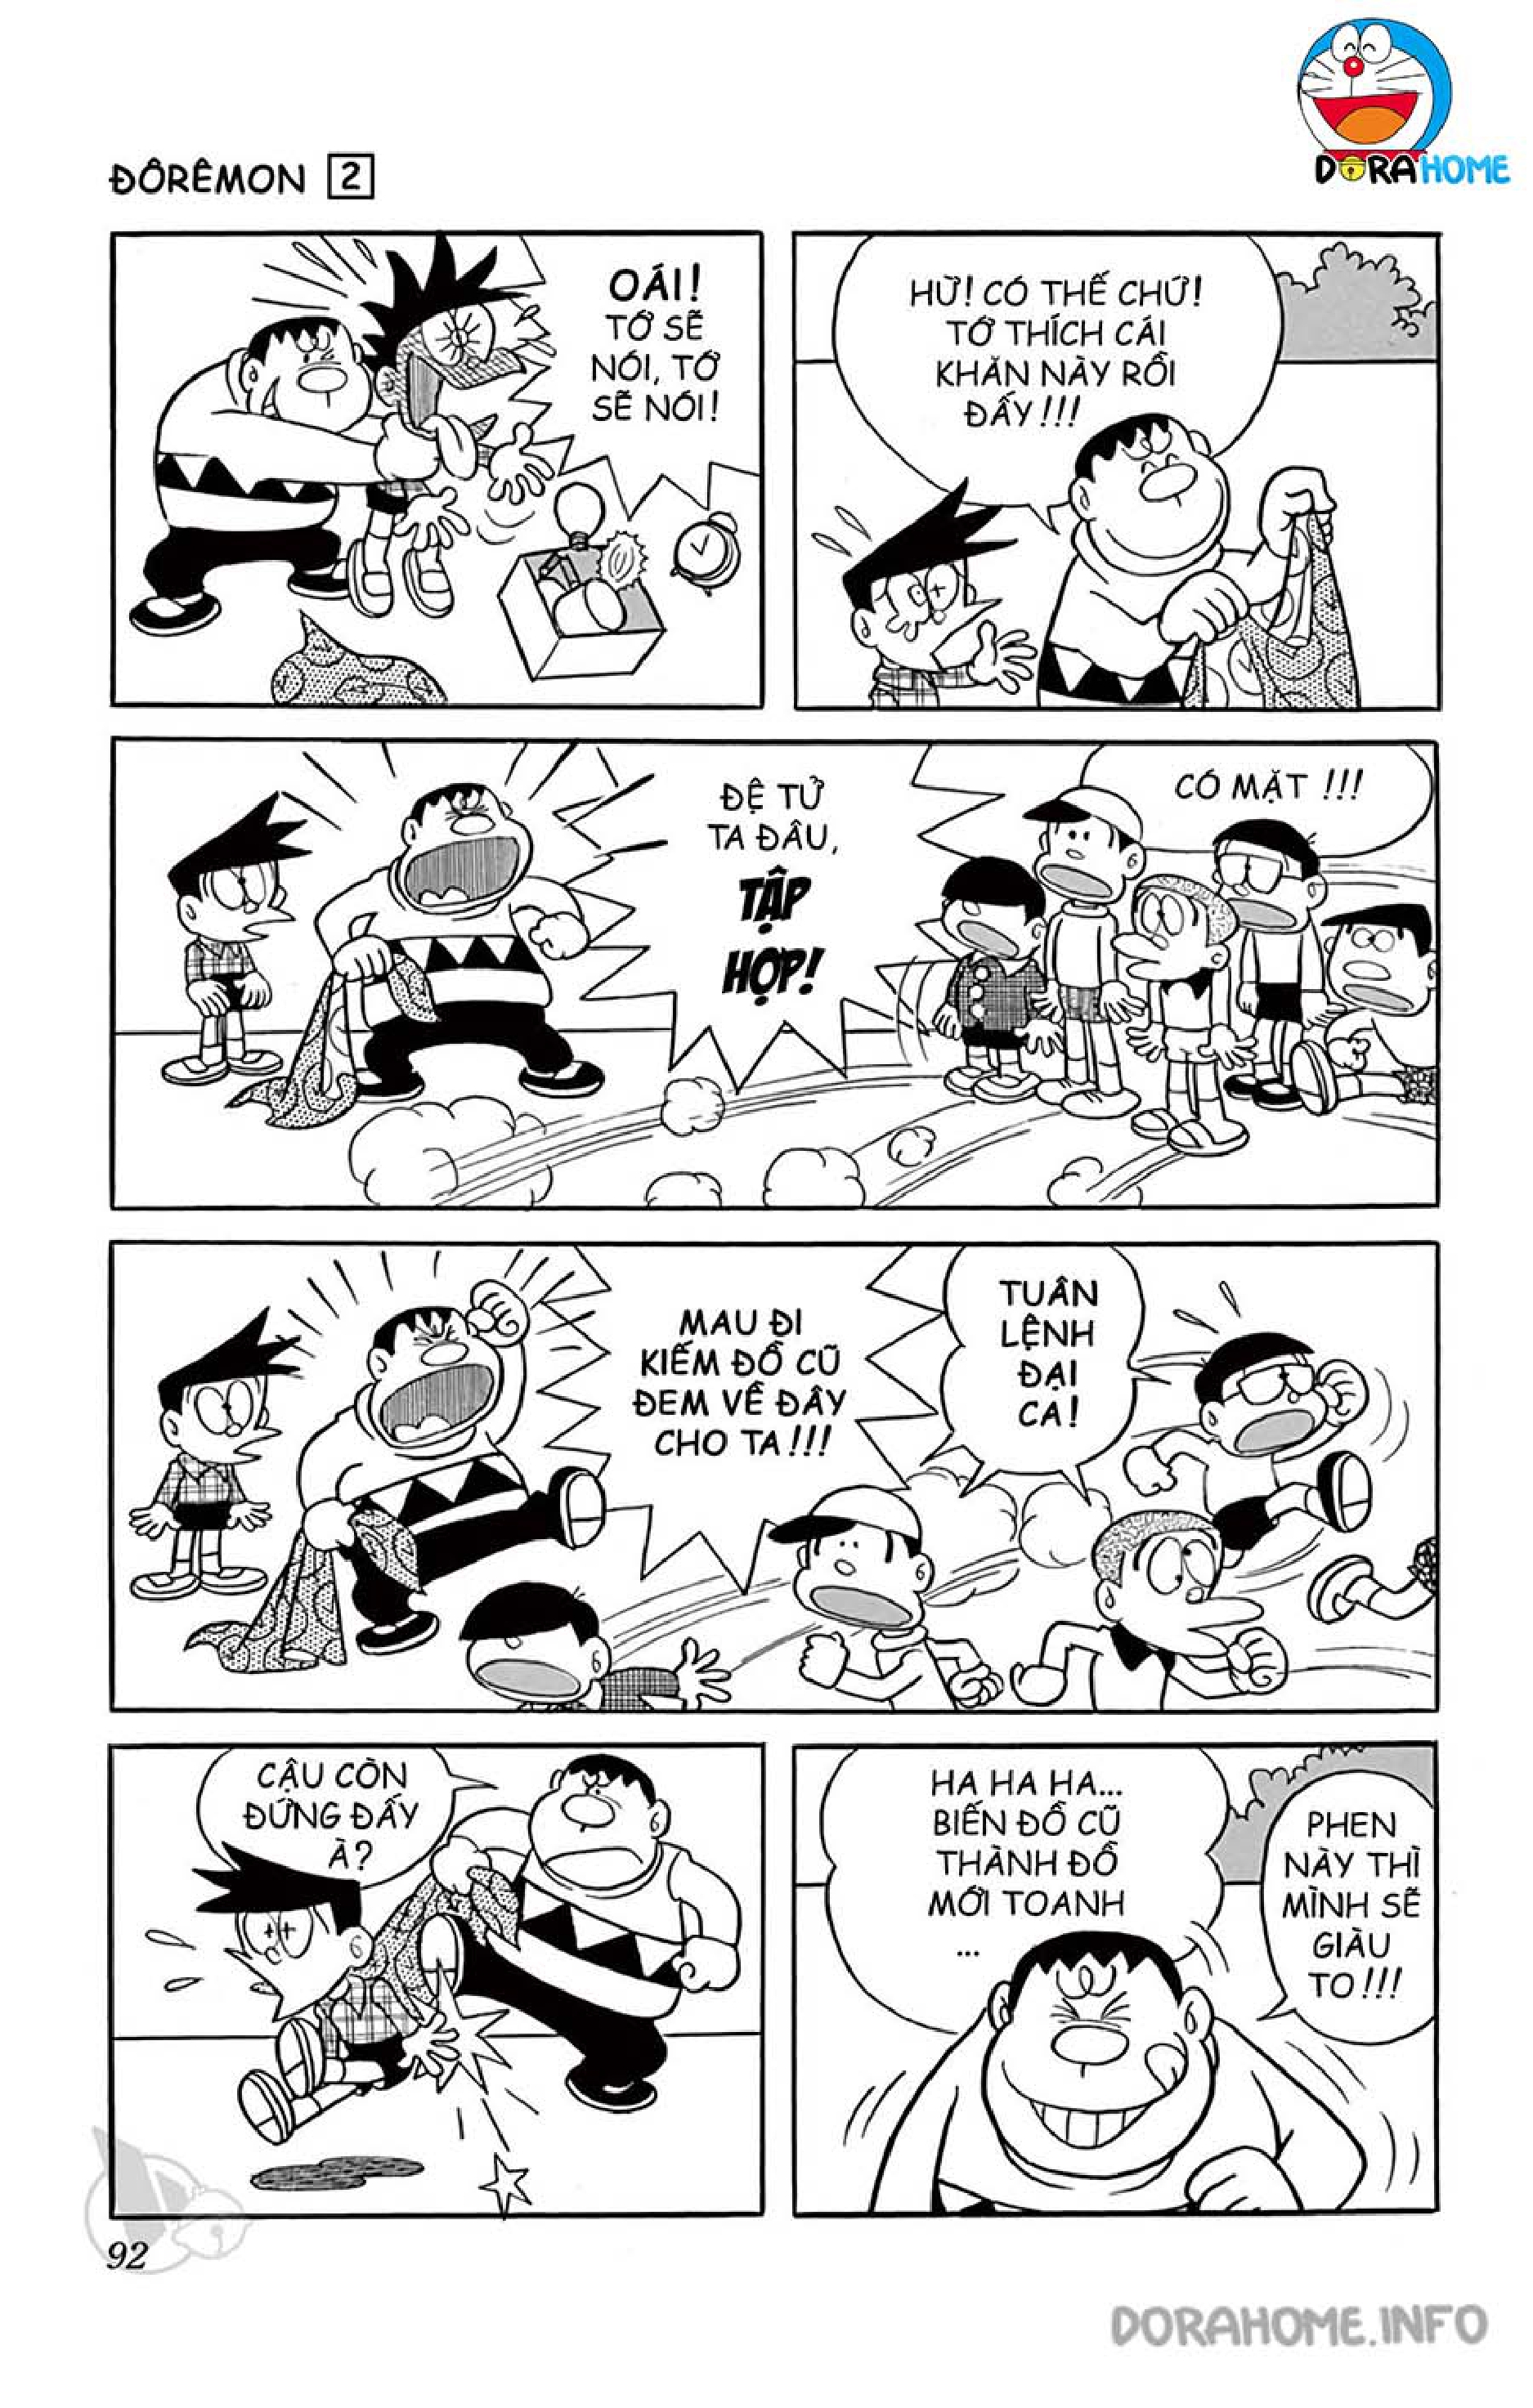 DORAHOME
ĐÔRÊMON 2
OÁI!
TỚ SẼ
NÓI, TỚ
SẼ NÓI!
HỪ! CÓ THẾ CHỨ!
TỚ THÍCH CÁI
KHĂN NÀY RỒI
ĐẤY!!!
ĐỆ TỬ
TA ĐÂU,
TẬP
HỢP!
CÓ MẶT !!!
MAU ĐI
KIẾM ĐỒ CŨ
ĐEM VỀ ĐÂY
CHO TA!!!
TUÂN
LỆNH
ĐẠI
CA!
CẬU CÒN
ĐỨNG ĐẤY
À?
HA HA HA...
BIẾN ĐỒ CŨ
THÀNH ĐỒ
MỚI TOANH
...
PHEN
NÀY THÌ
MÌNH SẼ
GIÀU
TO!!!
92
DORAHOME.INFO